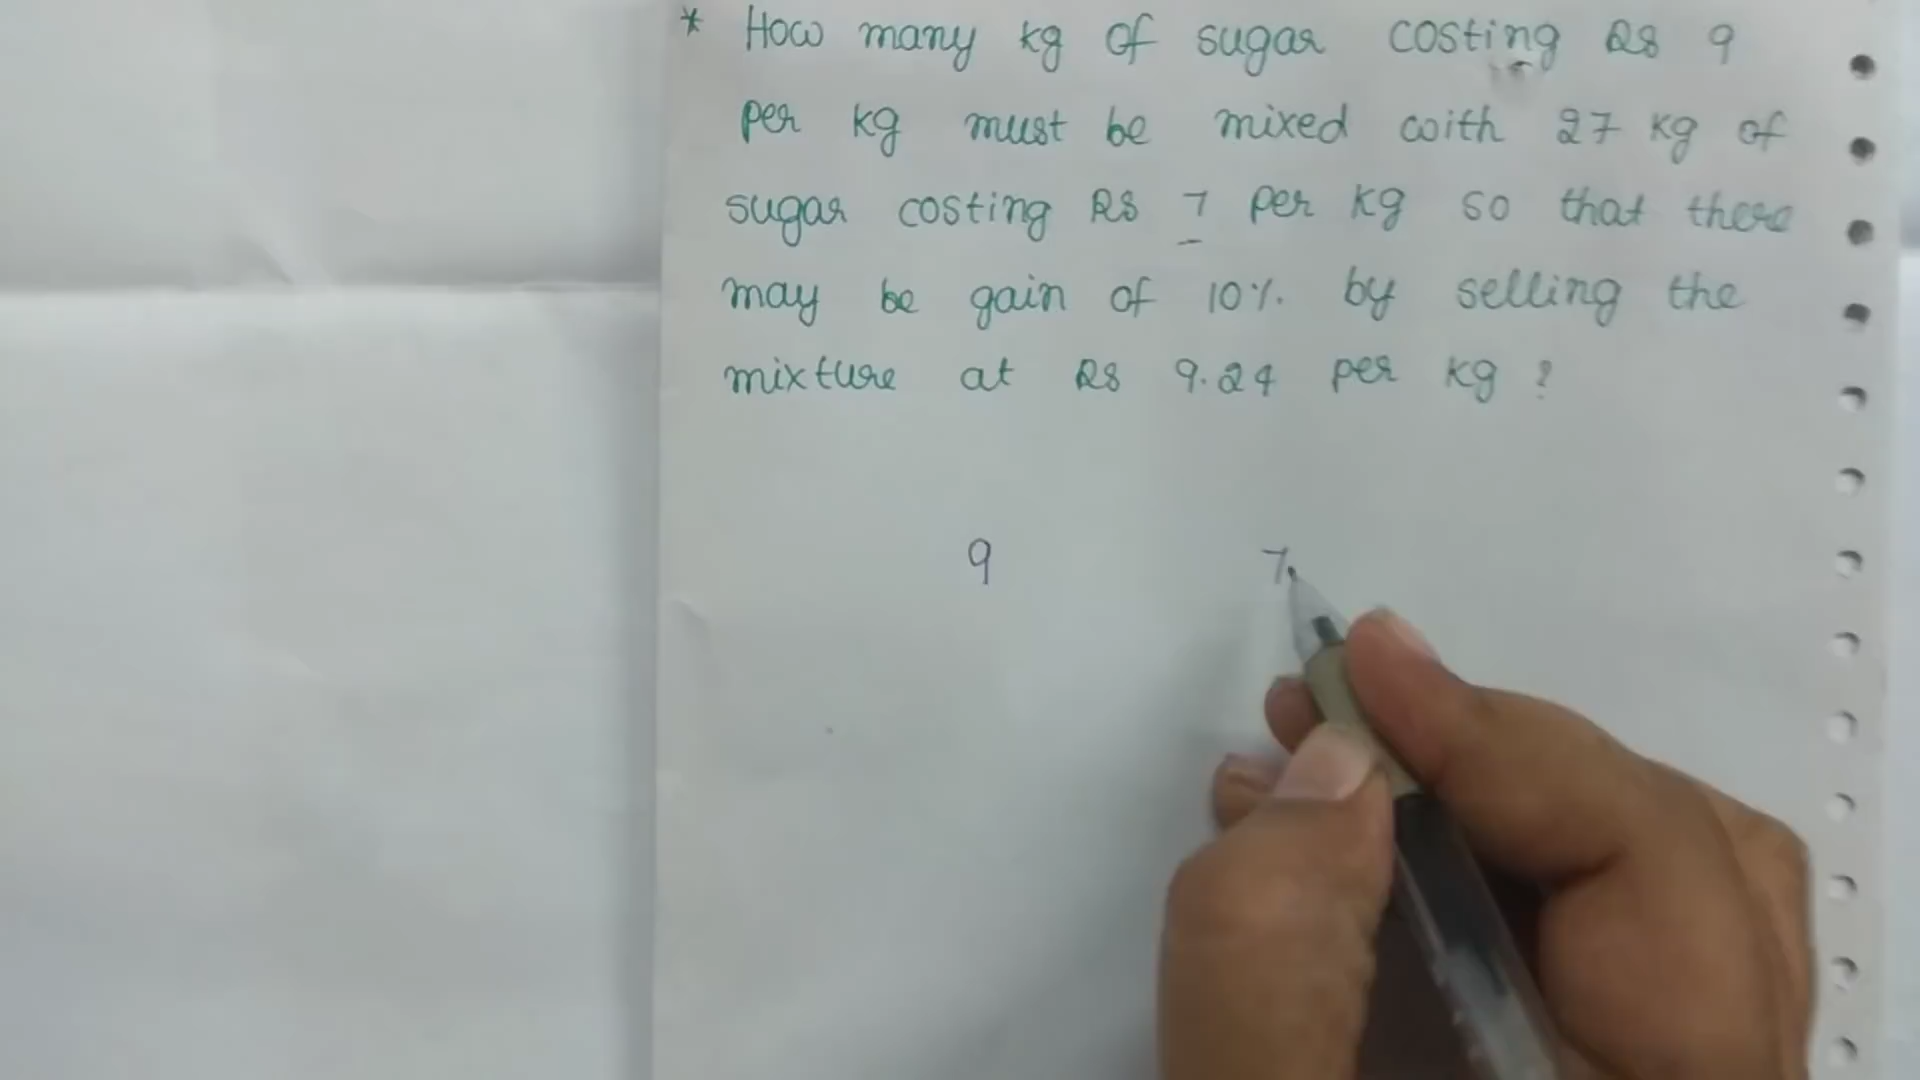 * How many kg of sugar costing Rs 9
per kg must be mixed with 27 kg of
sugar costing Rs 7 per kg so that there
may be gain of 10%. by selling the
mixture at Rs 9.24 per kg ?
9 7